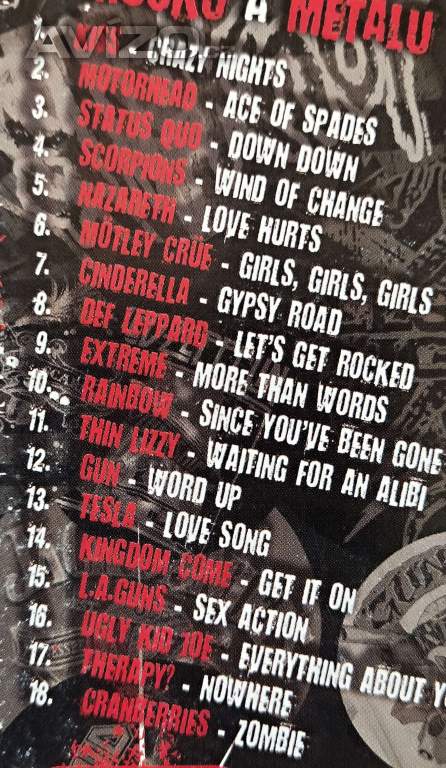 A METALU
AVÍZO
1. KISS - CRAZY NIGHTS
2. MOTORHEAD - ACE OF SPADES
3. STATUS QUO - DOWN DOWN
4. SCORPIONS - WIND OF CHANGE
5. NAZARETH - LOVE HURTS
6. MÖTLEY CRÜE - GIRLS, GIRLS, GIRLS
7. CINDERELLA - GYPSY ROAD
8. DEF LEPPARD - LET'S GET ROCKED
9. EXTREME - MORE THAN WORDS
10. RAINBOW - SINCE YOU'VE BEEN GONE
11. THIN LIZZY - WAITING FOR AN ALIBI
12. GUN - WORD UP
13. TESLA - LOVE SONG
14. KINGDOM COME - GET IT ON
15. L.A.GUNS - SEX ACTION
16. UGLY KID JOE - EVERYTHING ABOUT
17. THERAPY? - NOWHERE
18. CRANBERRIES - ZOMBIE